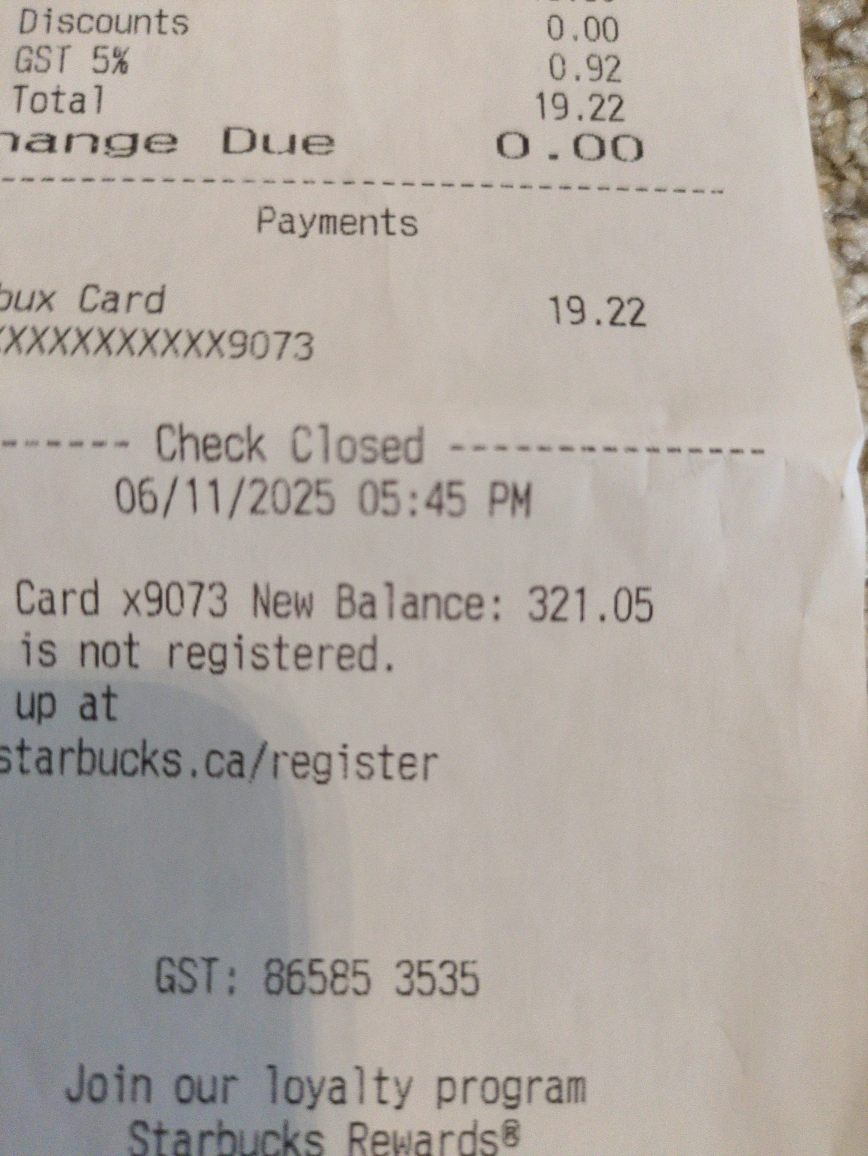 Discounts 0.00
GST 5% 0.92
Total 19.22
hange Due 0.00
Payments
bux Card 19.22
XXXXXXXXXXX9073
------ Check Closed ---------------
06/11/2025 05:45 PM
Card x9073 New Balance: 321.05
is not registered.
up at
starbucks.ca/register
GST: 86585 3535
Join our loyalty program
Starbucks Rewards®